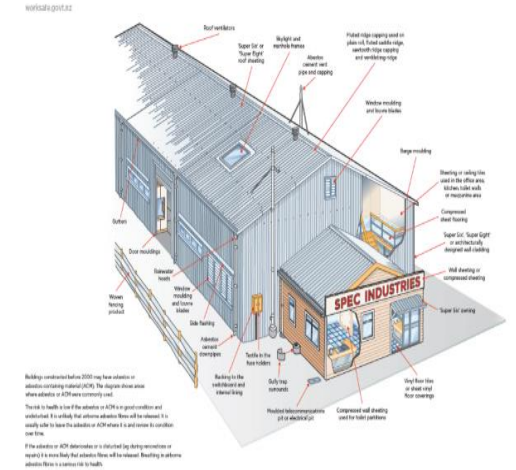 worksafe.govt.nz
Roof ventilators
Skylight and
manhole frames
'Super Six' or
'Super Eight'
roof sheeting
Asbestos
cement vent
pipe and capping
Fluted ridge capping used on
plain roll, fluted saddle ridge,
sawtooth ridge capping
and ventilating ridge
Window moulding
and louvre blades
Barge moulding
Sheeting or ceiling tiles
used in the office area,
kitchen, toilet walls
or mezzanine area
Compressed
sheet flooring
Super Six', 'Super Eight'
or architecturally
designed wall cladding
Wall sheeting or
compressed sheeting
SPEC INDUSTRIES
Super Six awning
Gutters
Door mouldings
Rainwater
heads
Woven
fencing
product
Window
moulding
and louvre
blades
Side flashing
Asbestos
cement
downpipes
Backing to the
switchboard and
internal lining
Textile in the
fuse holders
Gully trap
surrounds
Moulded telecommunications
pit or electrical pit
Compressed wall sheeting
used for toilet partitions
Vinyl floor tiles
or sheet vinyl
floor coverings
Buildings constructed before 2000 may have asbestos or
asbestos containing material (ACM). The diagram shows areas
where asbestos or ACM were commonly used.
The risk to health is low if the asbestos or ACM is in good condition and
undisturbed. It is unlikely that airborne asbestos fibres will be released. It is
usually safer to leave the asbestos or ACM where it is and review its condition
over time.
If the asbestos or ACM deteriorates or is disturbed (eg during renovations or
repairs) it is more likely that asbestos fibres will be released. Breathing in airborne
asbestos fibres is a serious risk to health.